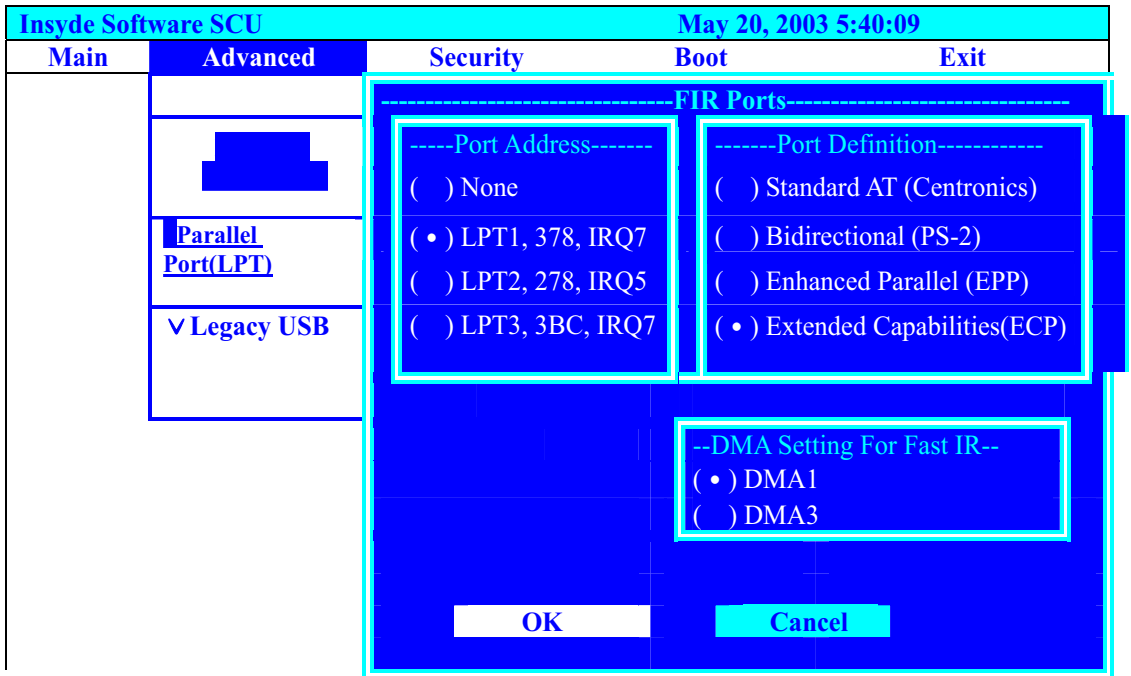 Insyde Software SCU May 20, 2003 5:40:09
Main Advanced Security Boot Exit
---------------------------------FIR Ports--------------------------------
-----Port Address-------
( ) None
( • ) LPT1, 378, IRQ7
( ) LPT2, 278, IRQ5
( ) LPT3, 3BC, IRQ7
-------Port Definition------------
( ) Standard AT (Centronics)
( ) Bidirectional (PS-2)
( ) Enhanced Parallel (EPP)
( • ) Extended Capabilities(ECP)
Parallel
Port(LPT)
∨ Legacy USB
--DMA Setting For Fast IR--
( • ) DMA1
( ) DMA3
OK Cancel